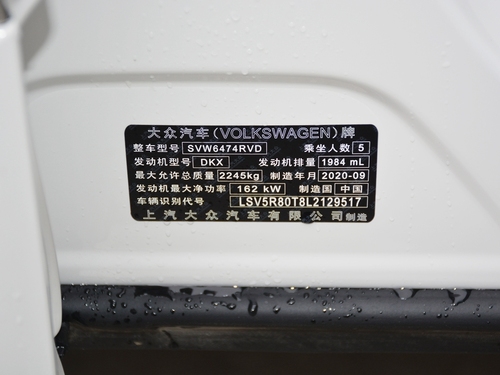 大众汽车(VOLKSWAGEN)牌
整车型号 SVW6474RVD 乘坐人数 5
发动机型号 DKX 发动机排量 1984 mL
最大允许总质量 2245kg 制造年月 2020-09
发动机最大净功率 162 kW 制造国 中国
车辆识别代号 LSV5R80T8L2129517
上汽大众汽车有限公司制造